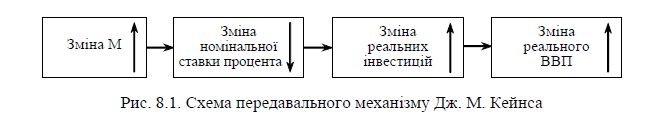 Зміна М
Зміна
номінальної
ставки процента
Зміна
реальних
інвестицій
Зміна
реального
ВВП
Рис. 8.1. Схема передавального механізму Дж. М. Кейнса